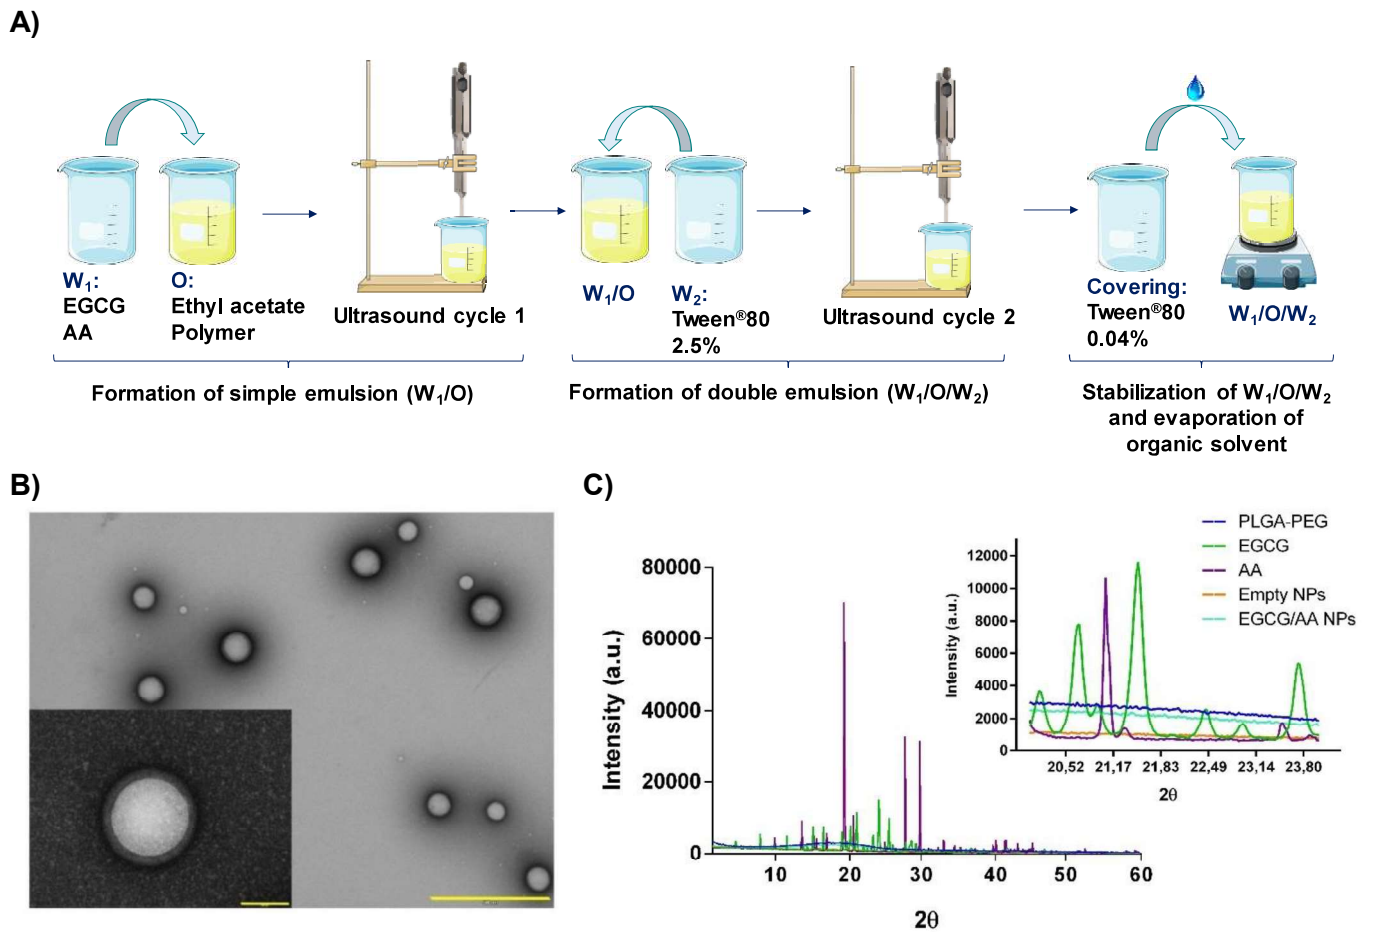 A)
W₁:
EGCG
AA
O:
Ethyl acetate
Polymer
Ultrasound cycle 1
W₁/O
W₂:
Tween®80
2.5%
Ultrasound cycle 2
Covering:
Tween®80
0.04%
W₁/O/W₂
Formation of simple emulsion (W₁/O)
Formation of double emulsion (W₁/O/W₂)
Stabilization of W₁/O/W₂
and evaporation of
organic solvent
B)
C)
Intensity (a.u.)
80000
60000
40000
20000
0
10
20
30
40
50
60
2θ
Intensity (a.u.)
12000
10000
8000
6000
4000
2000
0
20,52
21,17
21,83
22,49
23,14
23,80
2θ
PLGA-PEG
EGCG
AA
Empty NPs
EGCG/AA NPs